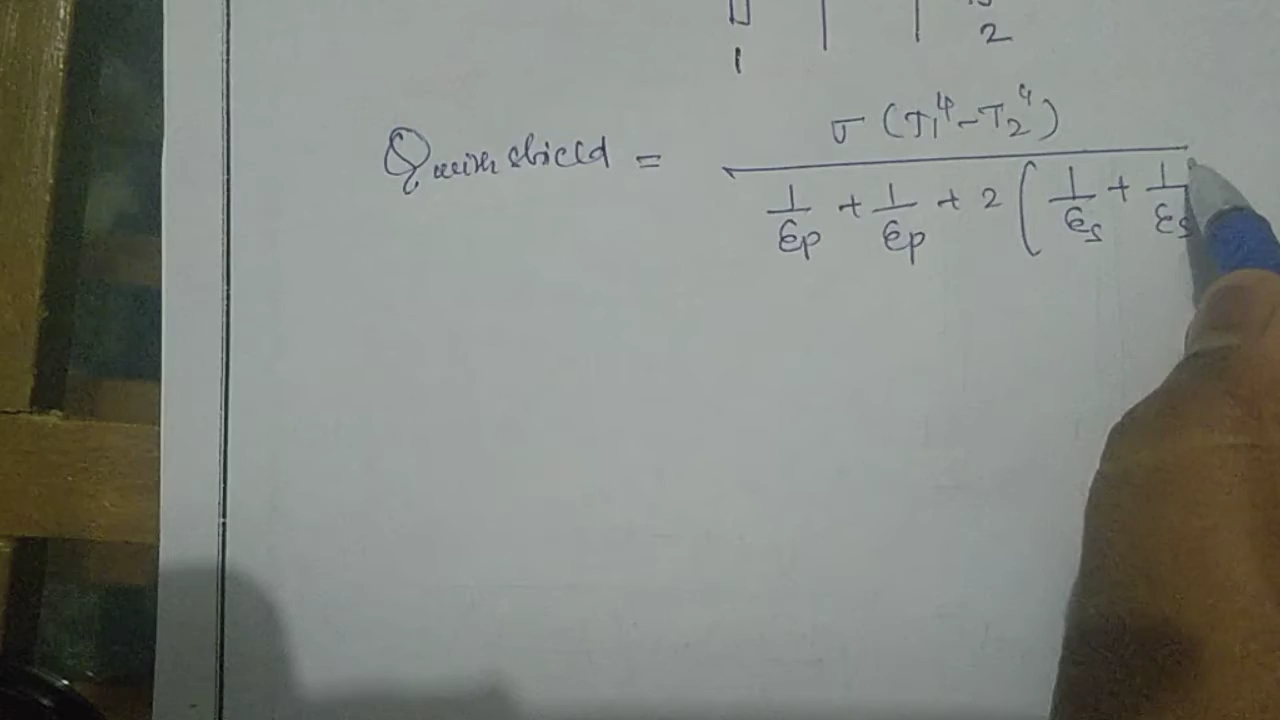 2
1
Q with shield = σ (T₁⁴ - T₂⁴) / 1/εp + 1/εp + 2 ( 1/εs + 1/εs